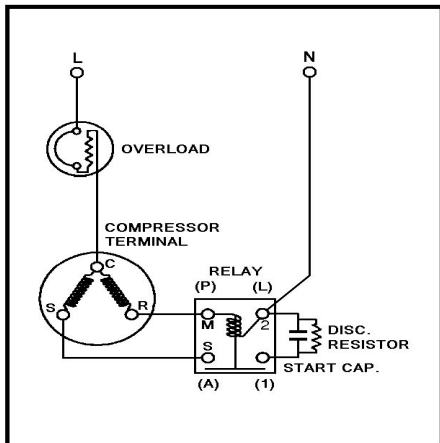 L
N
OVERLOAD
COMPRESSOR
TERMINAL
C
S
R
RELAY
(P)
(L)
M
2
S
DISC.
RESISTOR
START CAP.
(A)
(1)